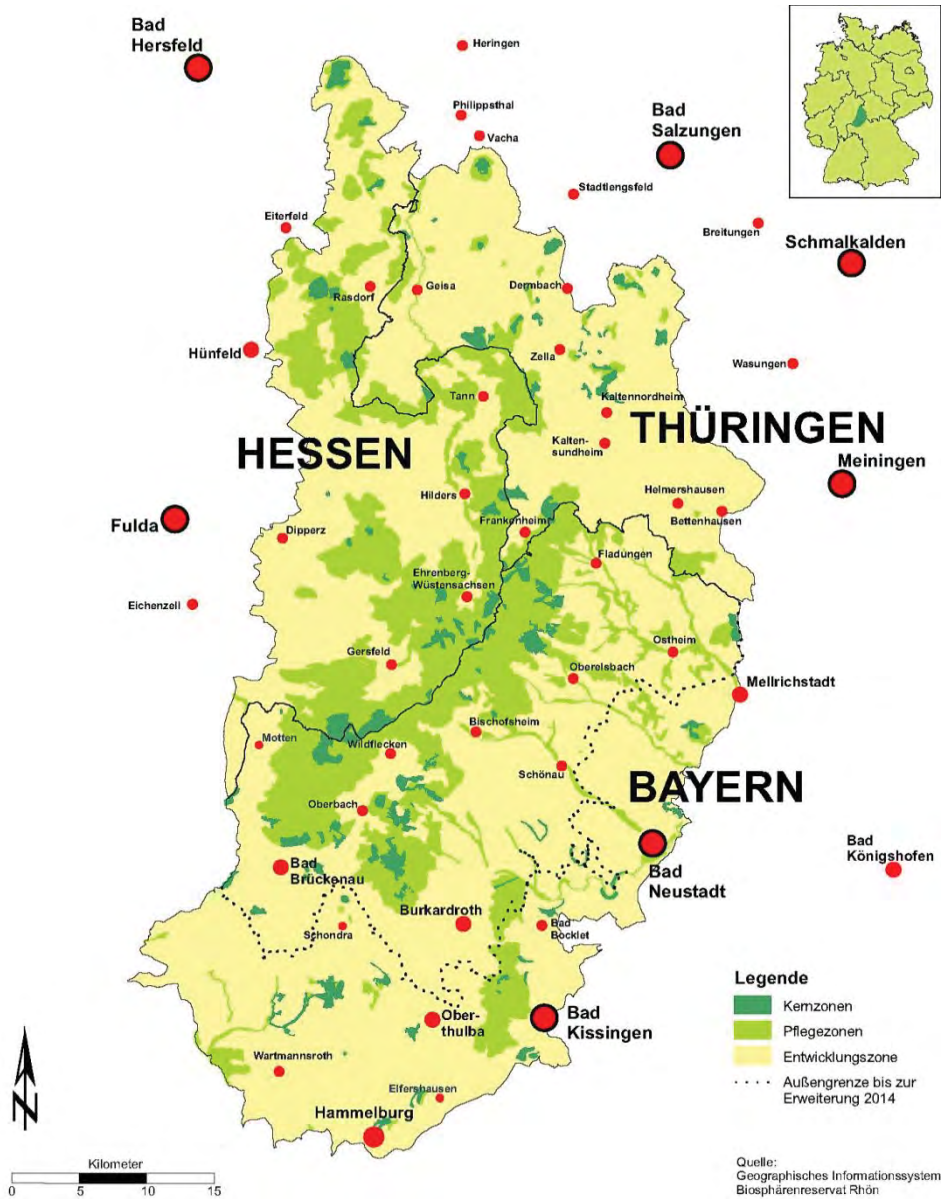 Bad
Hersfeld
Heringen
Philippsthal
Vacha
Bad
Salzungen
Stadtlengsfeld
Eiterfeld
Breitungen
Schmalkalden
Rasdorf
Geisa
Dermbach
Hünfeld
Zella
Wasungen
Tann
Kaltennordheim
HESSEN
THÜRINGEN
Kalten-
sundheim
Meiningen
Hilders
Helmershausen
Bettenhausen
Fulda
Dipperz
Frankenheim
Fladungen
Ehrenberg-
Wüstensachsen
Eichenzell
Ostheim
Gersfeld
Oberelsbach
Mellrichstadt
Bischofsheim
Motten
Wildflecken
Schönau
BAYERN
Oberbach
Bad
Königshofen
Bad
Neustadt
Bad
Brückenau
Burkardroth
Schondra
Bad
Bocklet
Ober-
thulba
Bad
Kissingen
Wartmannsroth
Elfershausen
Hammelburg
Legende
Kernzonen
Pflegezonen
Entwicklungszone
Außengrenze bis zur
Erweiterung 2014
N
Kilometer
0 5 10 15
Quelle:
Geographisches Informationssystem
Biosphärenreservat Rhön